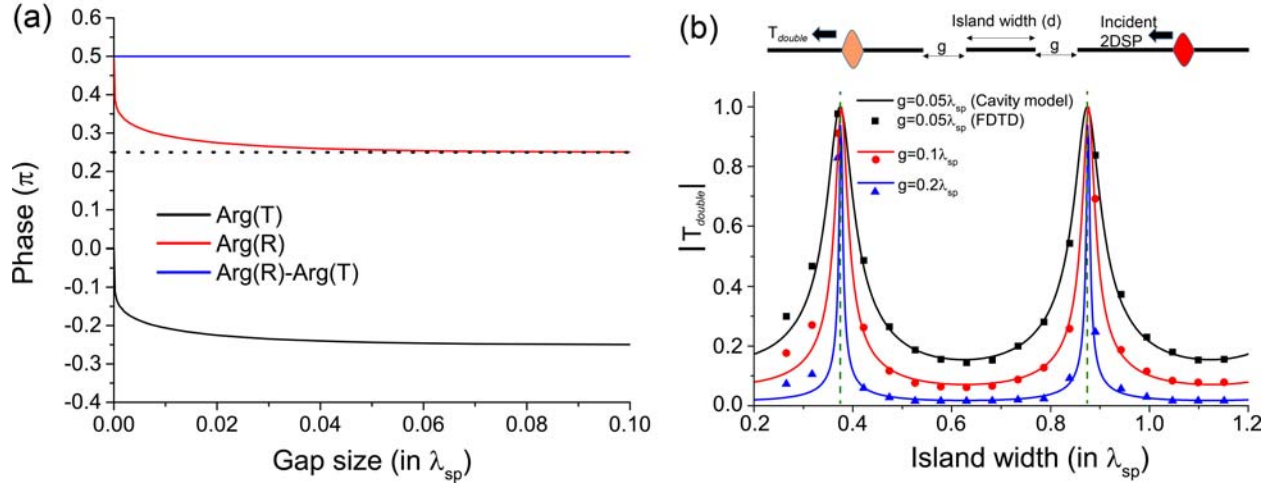 (a)
0.6
0.5
0.4
0.3
0.2
0.1
0.0
-0.1
-0.2
-0.3
-0.4
Phase (π)
Arg(T)
Arg(R)
Arg(R)-Arg(T)
0.00 0.02 0.04 0.06 0.08 0.10
Gap size (in λsp)
(b)
Tdouble
Island width (d)
Incident
2DSP
g
g
g=0.05λsp (Cavity model)
g=0.05λsp (FDTD)
g=0.1λsp
g=0.2λsp
1.0
0.8
0.6
0.4
0.2
0.0
|Tdouble|
0.2 0.4 0.6 0.8 1.0 1.2
Island width (in λsp)